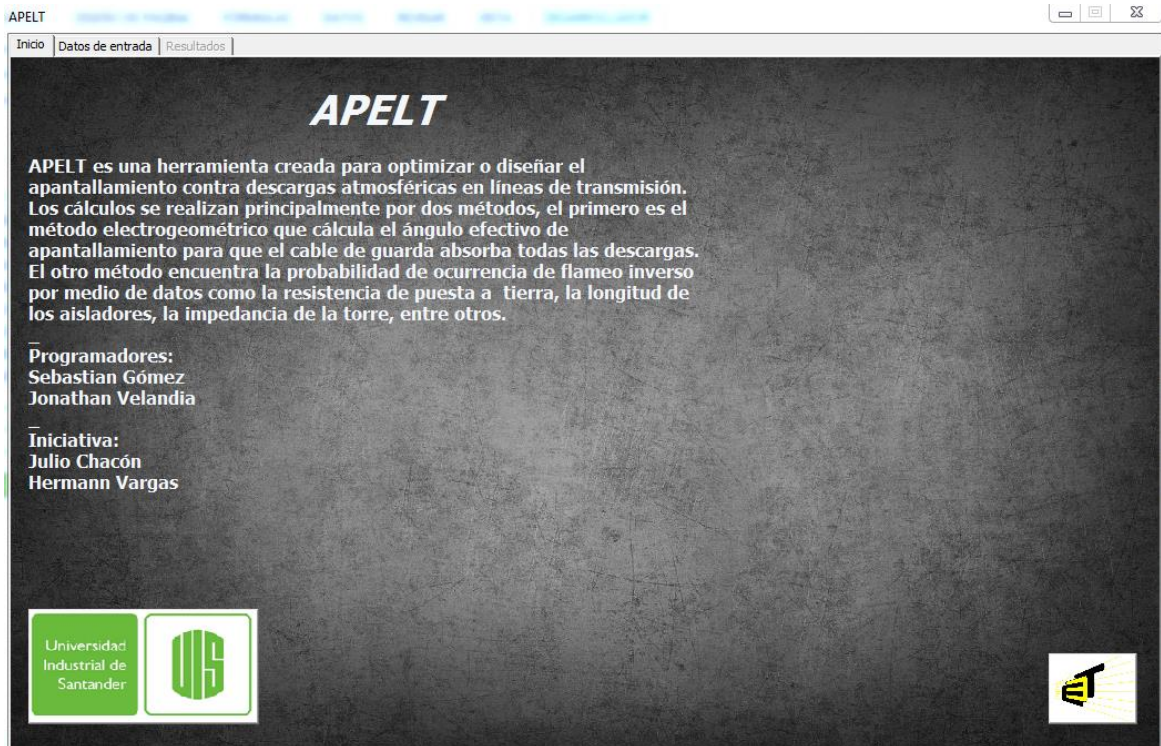 APELT
Inicio Datos de entrada Resultados
APELT
APELT es una herramienta creada para optimizar o diseñar el
apantallamiento contra descargas atmosféricas en líneas de transmisión.
Los cálculos se realizan principalmente por dos métodos, el primero es el
método electrogeométrico que cálcula el ángulo efectivo de
apantallamiento para que el cable de guarda absorba todas las descargas.
El otro método encuentra la probabilidad de ocurrencia de flameo inverso
por medio de datos como la resistencia de puesta a  tierra, la longitud de
los aisladores, la impedancia de la torre, entre otros.
_
Programadores:
Sebastian Gómez
Jonathan Velandia
_
Iniciativa:
Julio Chacón
Hermann Vargas
Universidad
Industrial de
Santander
UIS